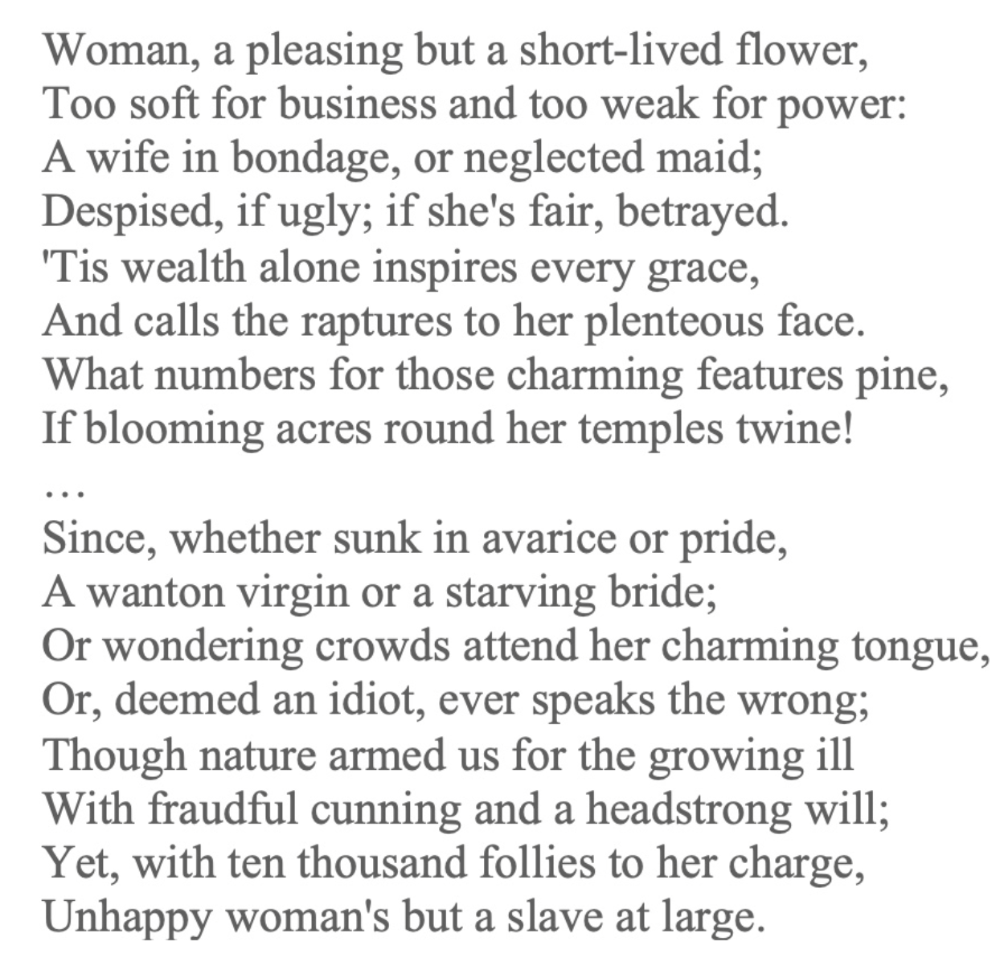 Woman, a pleasing but a short-lived flower,
Too soft for business and too weak for power:
A wife in bondage, or neglected maid;
Despised, if ugly; if she's fair, betrayed.
'Tis wealth alone inspires every grace,
And calls the raptures to her plenteous face.
What numbers for those charming features pine,
If blooming acres round her temples twine!
…
Since, whether sunk in avarice or pride,
A wanton virgin or a starving bride;
Or wondering crowds attend her charming tongue,
Or, deemed an idiot, ever speaks the wrong;
Though nature armed us for the growing ill
With fraudful cunning and a headstrong will;
Yet, with ten thousand follies to her charge,
Unhappy woman's but a slave at large.